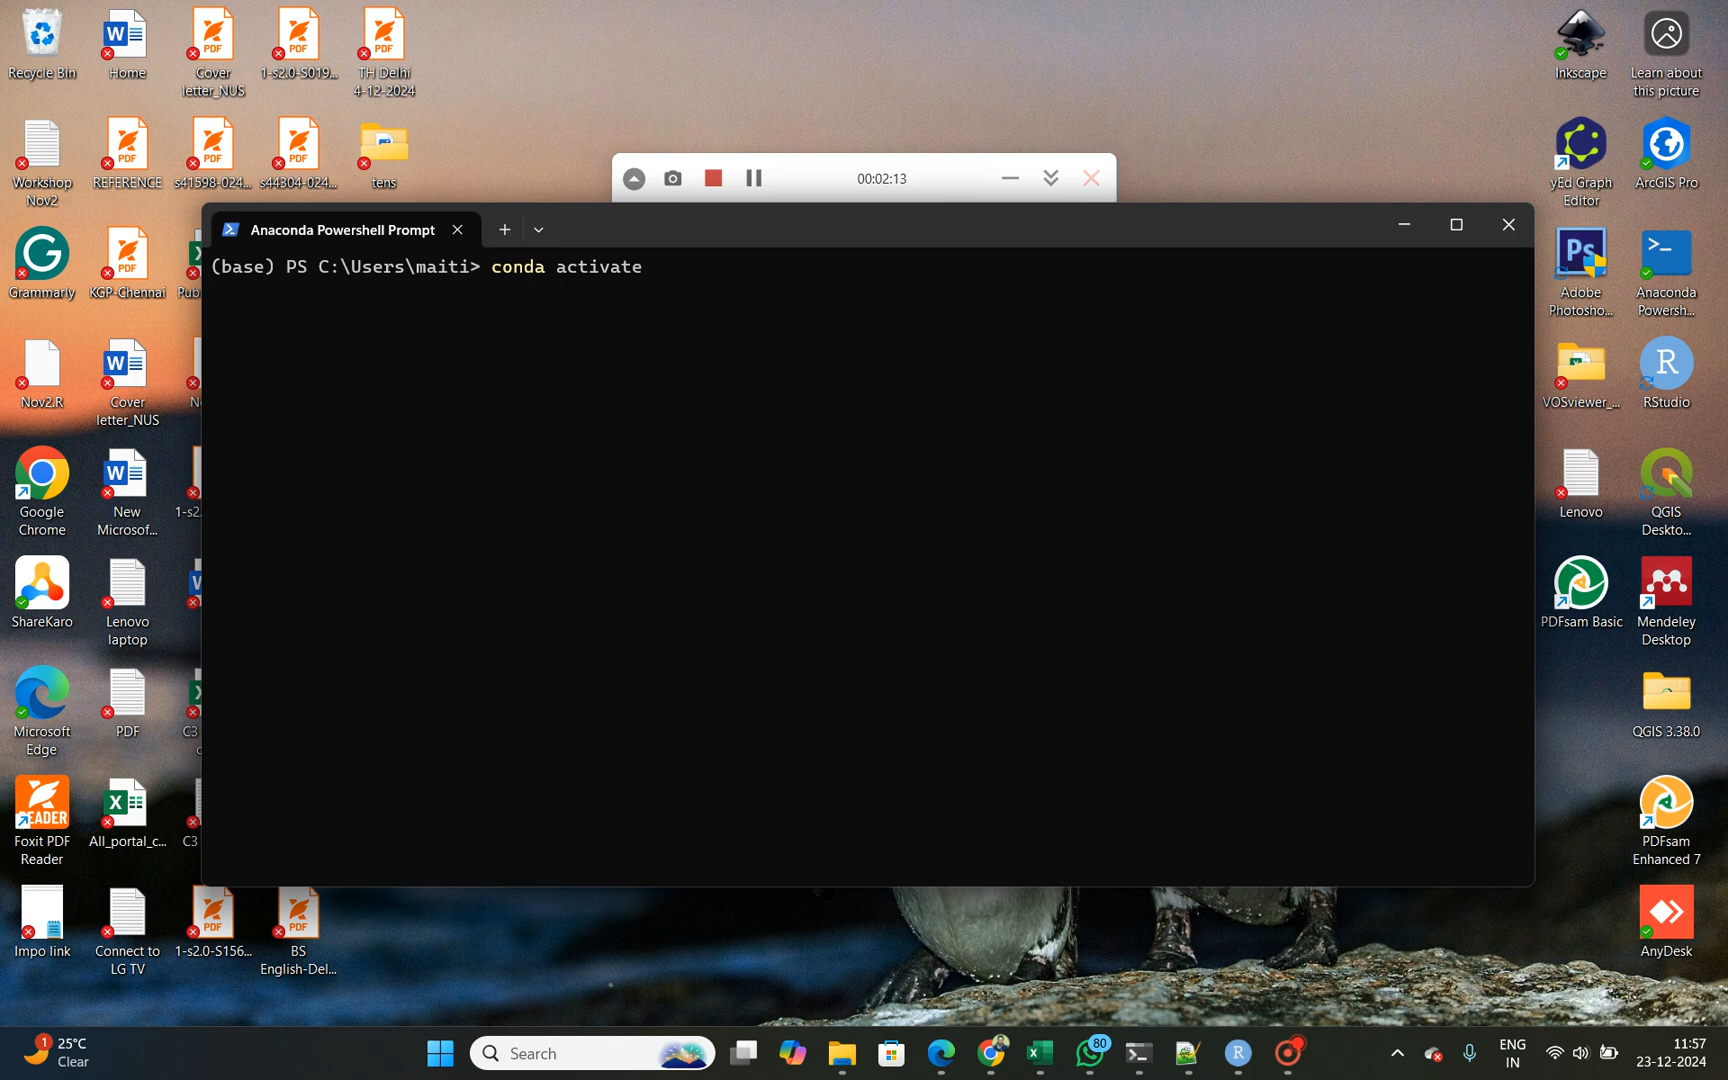 Recycle Bin
Home
Cover
letter_NUS
1-s2.0-S019...
TH Delhi
4-12-2024
Workshop
Nov2
REFERENCE
s41598-024...
s44304-024...
tens
Grammarly
KGP-Chennai
Nov2.R
Cover
letter_NUS
Google
Chrome
New
Microsof...
ShareKaro
Lenovo
laptop
Microsoft
Edge
PDF
C3
Foxit PDF
Reader
All_portal_c...
C3
Impo link
Connect to
LG TV
1-s2.0-S156...
BS
English-Del...
00:02:13
Anaconda Powershell Prompt
(base) PS C:\Users\maiti> conda activate
Inkscape
Learn about
this picture
yEd Graph
Editor
ArcGIS Pro
Adobe
Photosho...
Anaconda
Powersh...
VOSviewer_...
RStudio
Lenovo
QGIS
Deskto...
PDFsam Basic
Mendeley
Desktop
QGIS 3.38.0
PDFsam
Enhanced 7
AnyDesk
1
25°C
Clear
Search
80
ENG
IN
11:57
23-12-2024